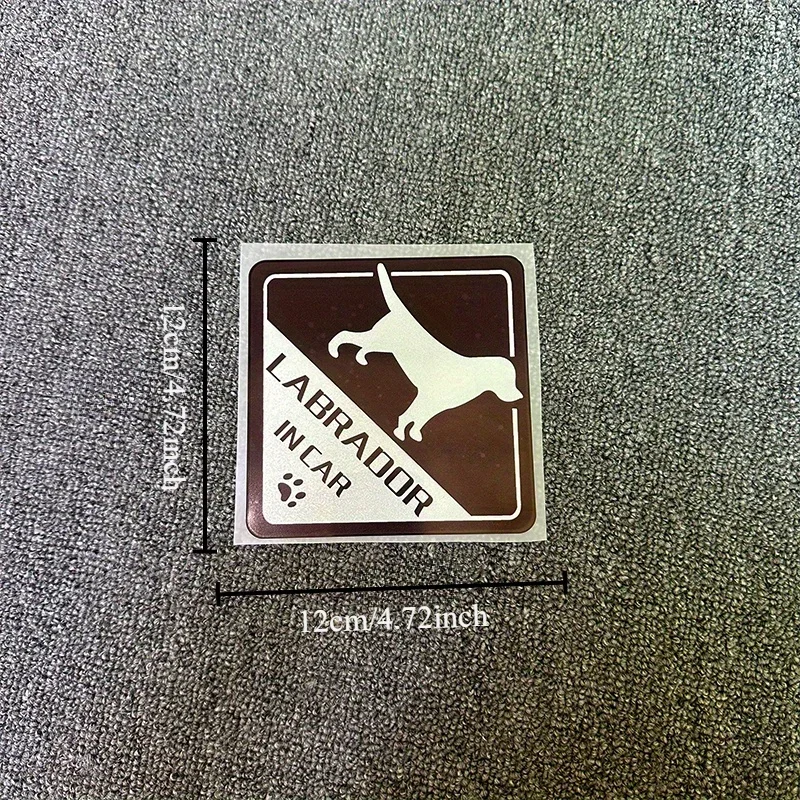 LABRADOR
IN CAR
12cm 4.72inch
12cm/4.72inch